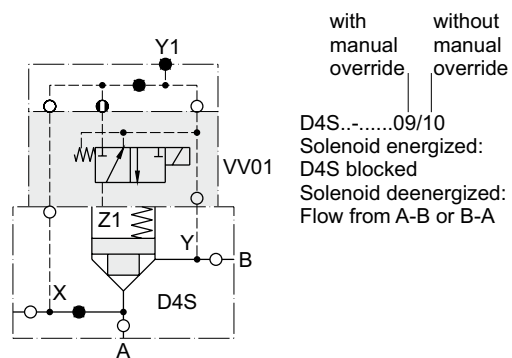 Y1
VV01
Z1
Y
B
X
D4S
A
with
manual
override
without
manual
override
D4S..-......09/10
Solenoid energized:
D4S blocked
Solenoid deenergized:
Flow from A-B or B-A